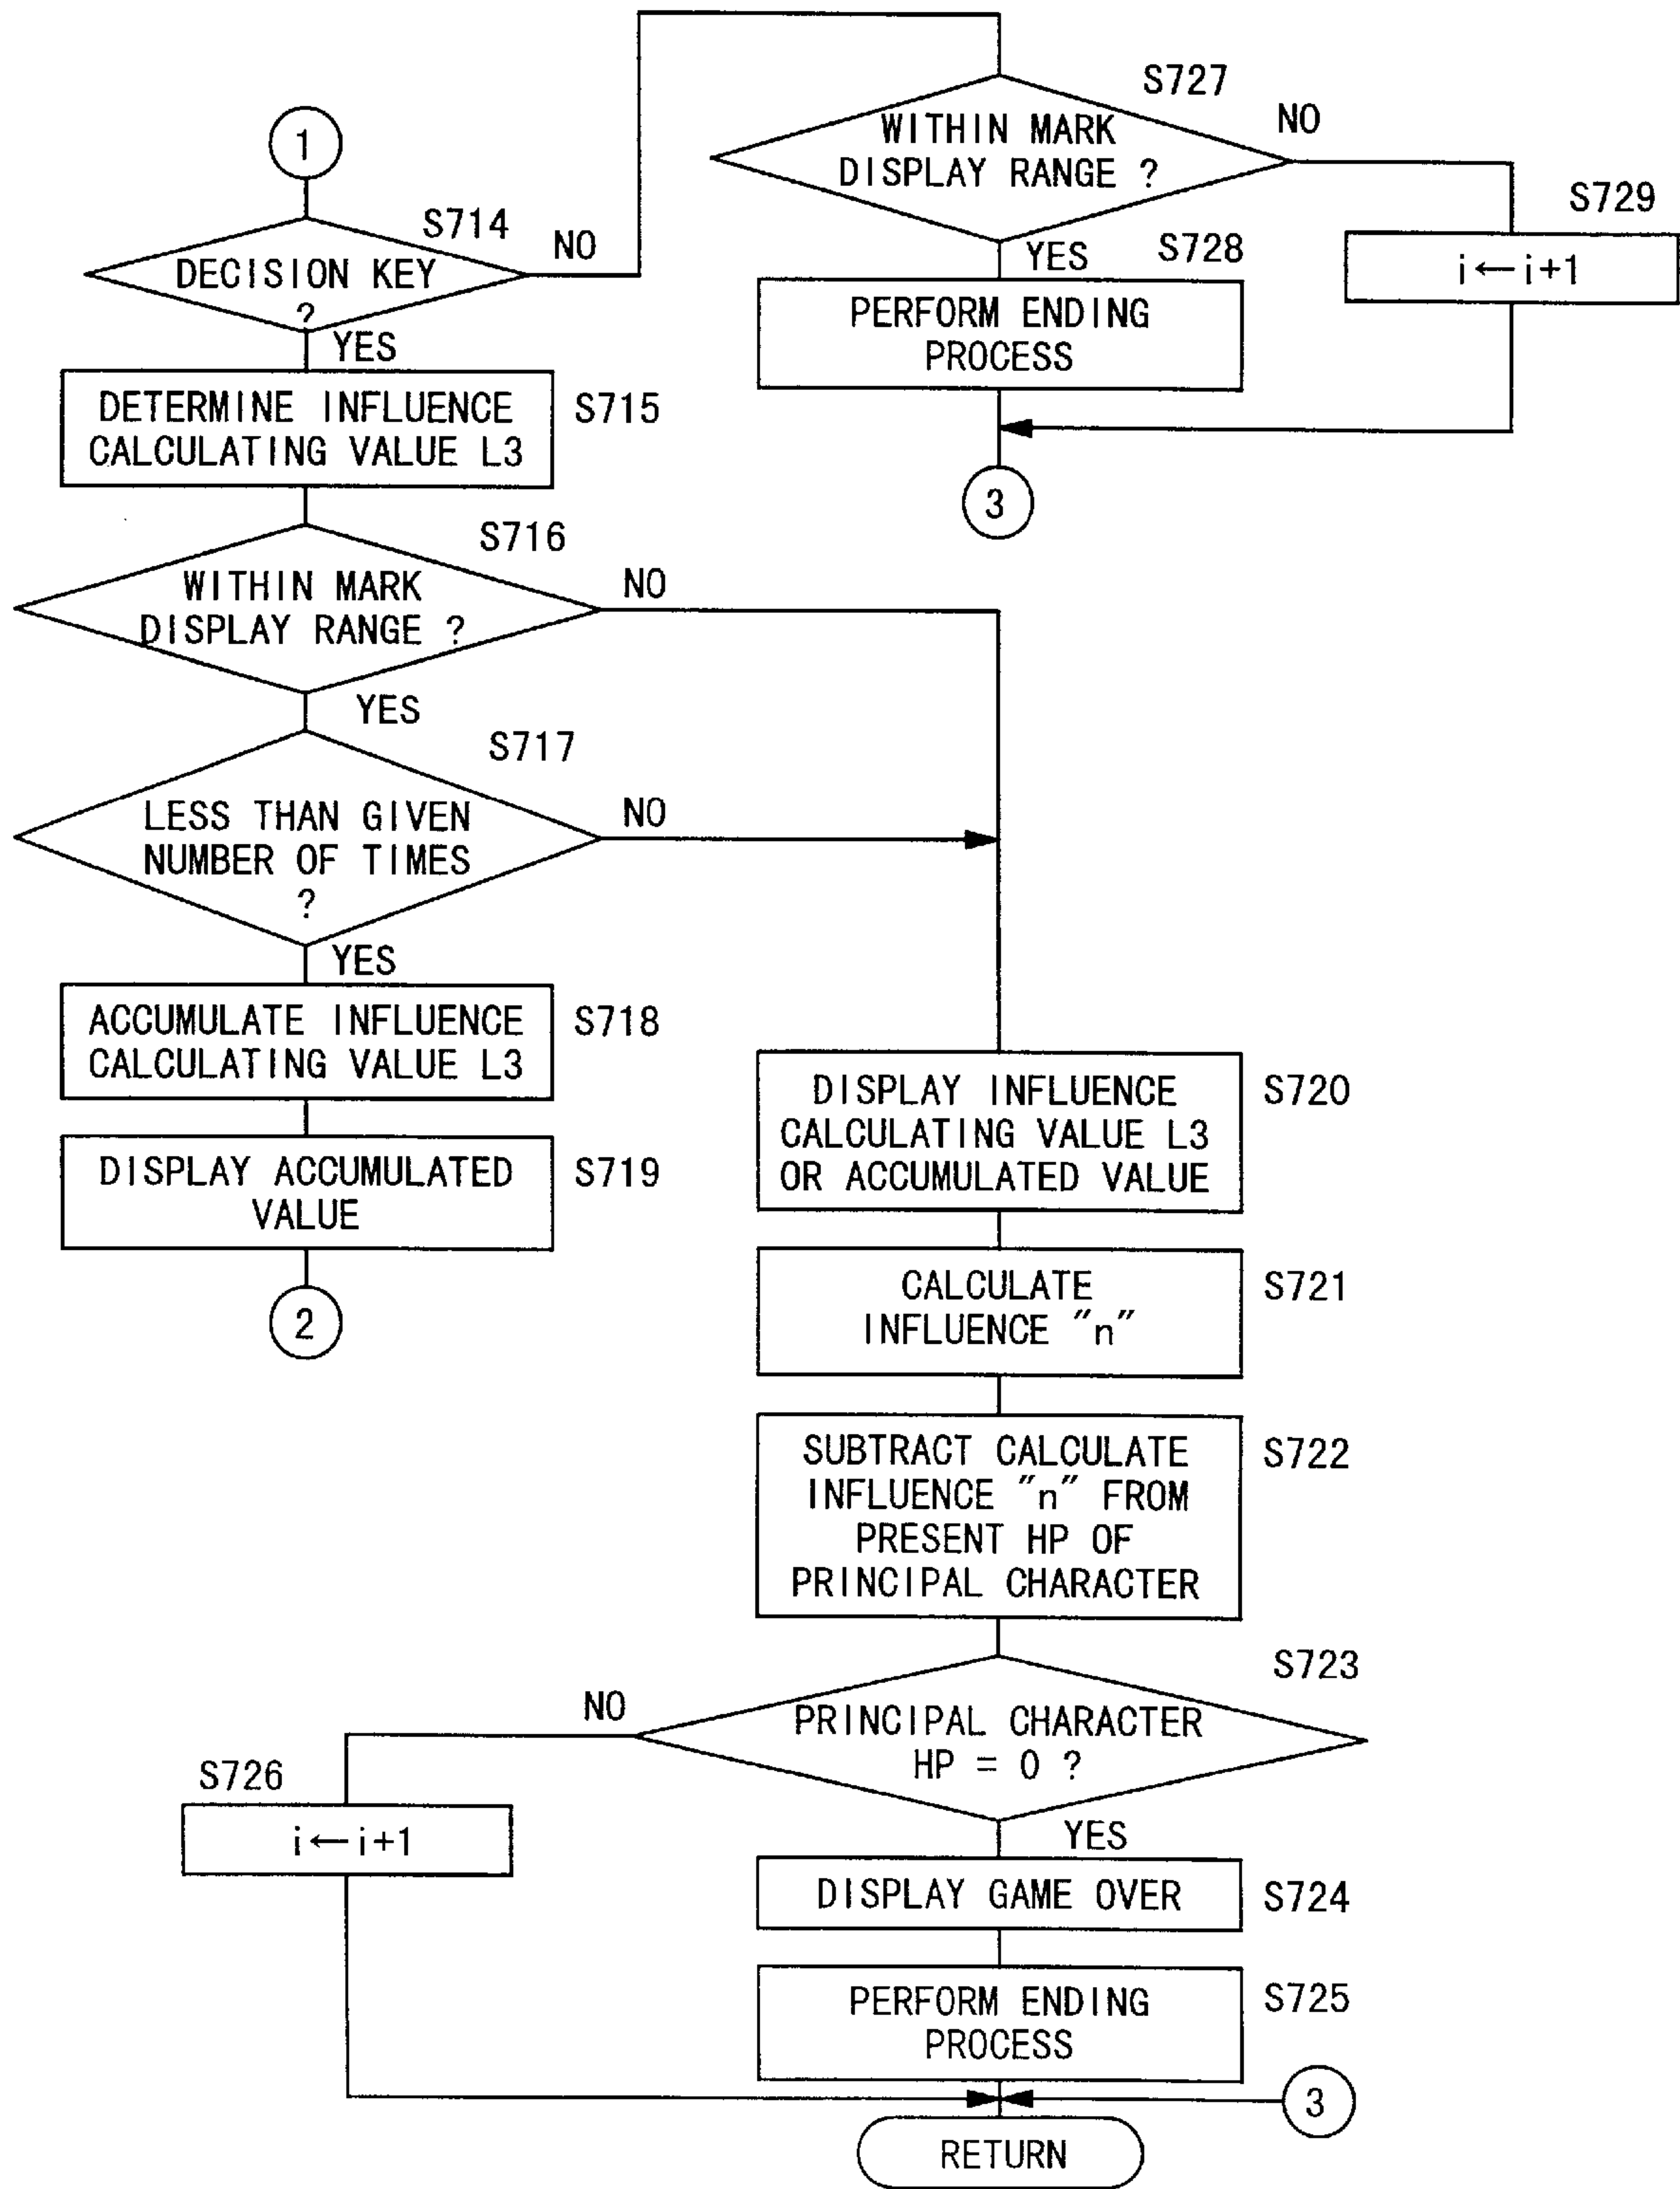 1
S714
DECISION KEY
?
NO
YES
DETERMINE INFLUENCE
CALCULATING VALUE L3
S715
S716
WITHIN MARK
DISPLAY RANGE ?
NO
YES
S717
LESS THAN GIVEN
NUMBER OF TIMES
?
NO
YES
ACCUMULATE INFLUENCE
CALCULATING VALUE L3
S718
DISPLAY ACCUMULATED
VALUE
S719
2
S727
WITHIN MARK
DISPLAY RANGE ?
NO
S729
i←i+1
YES
S728
PERFORM ENDING
PROCESS
3
DISPLAY INFLUENCE
CALCULATING VALUE L3
OR ACCUMULATED VALUE
S720
CALCULATE
INFLUENCE "n"
S721
SUBTRACT CALCULATE
INFLUENCE "n" FROM
PRESENT HP OF
PRINCIPAL CHARACTER
S722
S723
PRINCIPAL CHARACTER
HP = 0 ?
NO
S726
i←i+1
YES
DISPLAY GAME OVER
S724
PERFORM ENDING
PROCESS
S725
3
RETURN